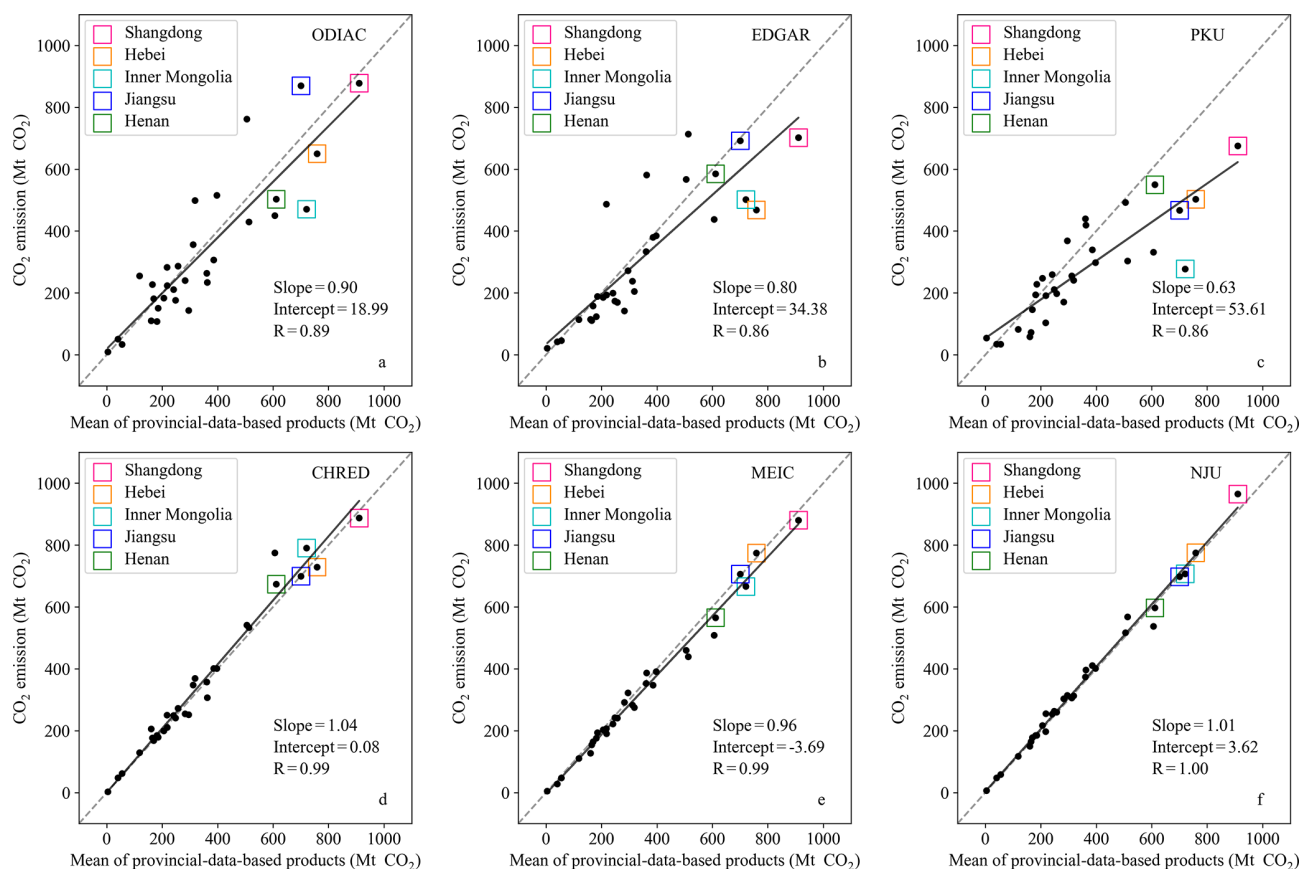 1000
800
600
400
200
0
CO2 emission (Mt CO2)
Shangdong
Hebei
Inner Mongolia
Jiangsu
Henan
ODIAC
Slope = 0.90
Intercept = 18.99
R = 0.89
a
0 200 400 600 800 1000
Mean of provincial-data-based products (Mt CO2)
1000
800
600
400
200
0
CO2 emission (Mt CO2)
Shangdong
Hebei
Inner Mongolia
Jiangsu
Henan
EDGAR
Slope = 0.80
Intercept = 34.38
R = 0.86
b
0 200 400 600 800 1000
Mean of provincial-data-based products (Mt CO2)
1000
800
600
400
200
0
CO2 emission (Mt CO2)
Shangdong
Hebei
Inner Mongolia
Jiangsu
Henan
PKU
Slope = 0.63
Intercept = 53.61
R = 0.86
c
0 200 400 600 800 1000
Mean of provincial-data-based products (Mt CO2)
1000
800
600
400
200
0
CO2 emission (Mt CO2)
Shangdong
Hebei
Inner Mongolia
Jiangsu
Henan
CHRED
Slope = 1.04
Intercept = 0.08
R = 0.99
d
0 200 400 600 800 1000
Mean of provincial-data-based products (Mt CO2)
1000
800
600
400
200
0
CO2 emission (Mt CO2)
Shangdong
Hebei
Inner Mongolia
Jiangsu
Henan
MEIC
Slope = 0.96
Intercept = -3.69
R = 0.99
e
0 200 400 600 800 1000
Mean of provincial-data-based products (Mt CO2)
1000
800
600
400
200
0
CO2 emission (Mt CO2)
Shangdong
Hebei
Inner Mongolia
Jiangsu
Henan
NJU
Slope = 1.01
Intercept = 3.62
R = 1.00
f
0 200 400 600 800 1000
Mean of provincial-data-based products (Mt CO2)